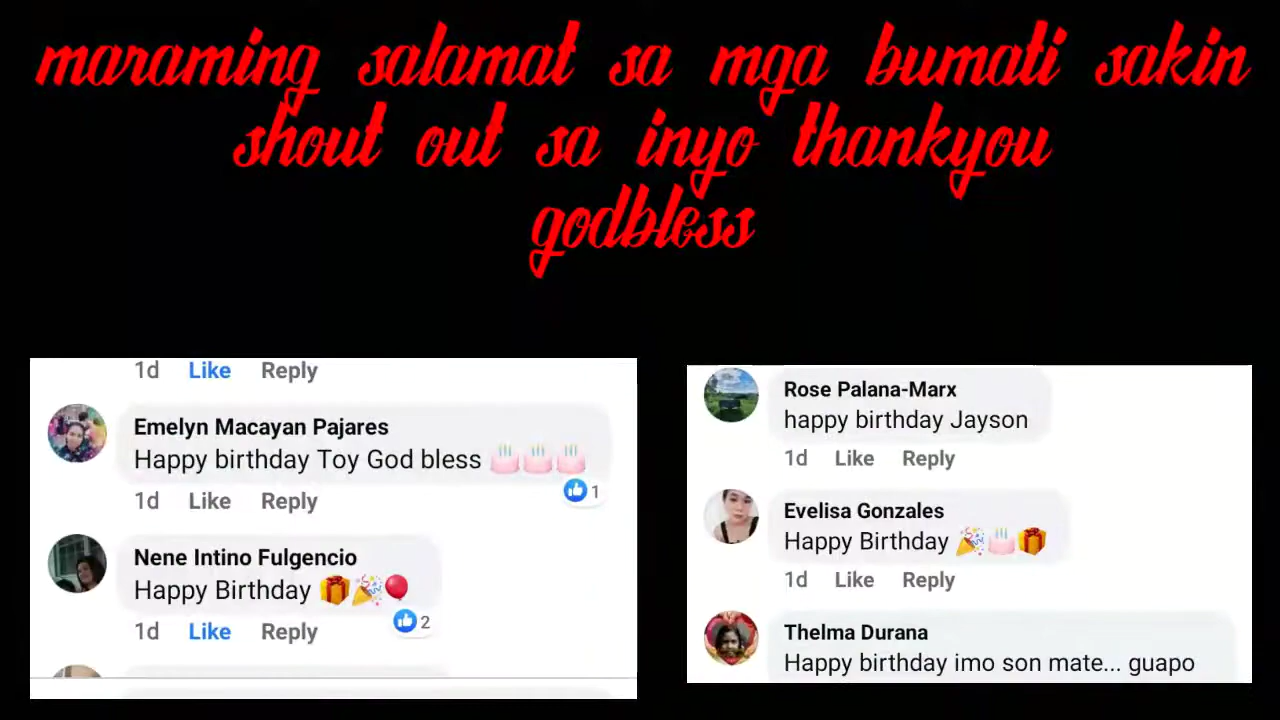 maraming salamat sa mga bumati sakin
shout out sa inyo thankyou
godbless
1d Like Reply
Emelyn Macayan Pajares
Happy birthday Toy God bless 🎂🎂🎂
1d Like Reply
1
Nene Intino Fulgencio
Happy Birthday 🎁🎉🎈
1d Like Reply
2
Rose Palana-Marx
happy birthday Jayson
1d Like Reply
Evelisa Gonzales
Happy Birthday 🎉🎂🎁
1d Like Reply
Thelma Durana
Happy birthday imo son mate... guapo